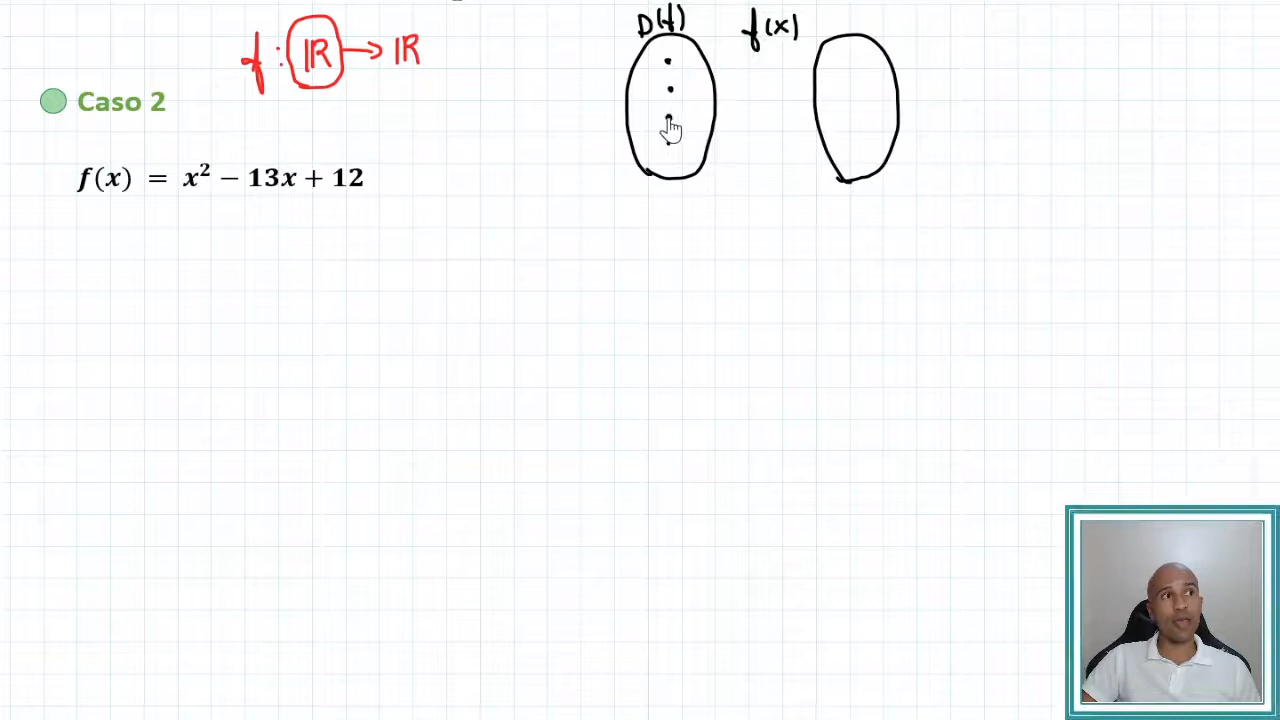 D(f) f(x)
f : ℝ → ℝ
Caso 2
f(x) = x² − 13x + 12